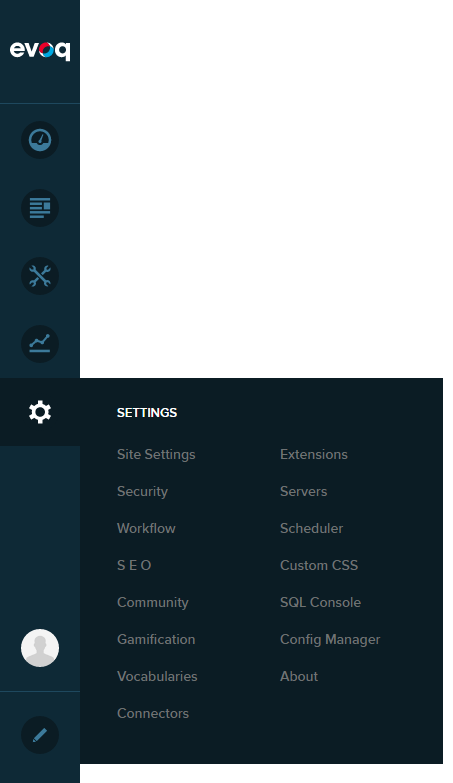 evoq
SETTINGS
Site Settings
Security
Workflow
S E O
Community
Gamification
Vocabularies
Connectors
Extensions
Servers
Scheduler
Custom CSS
SQL Console
Config Manager
About